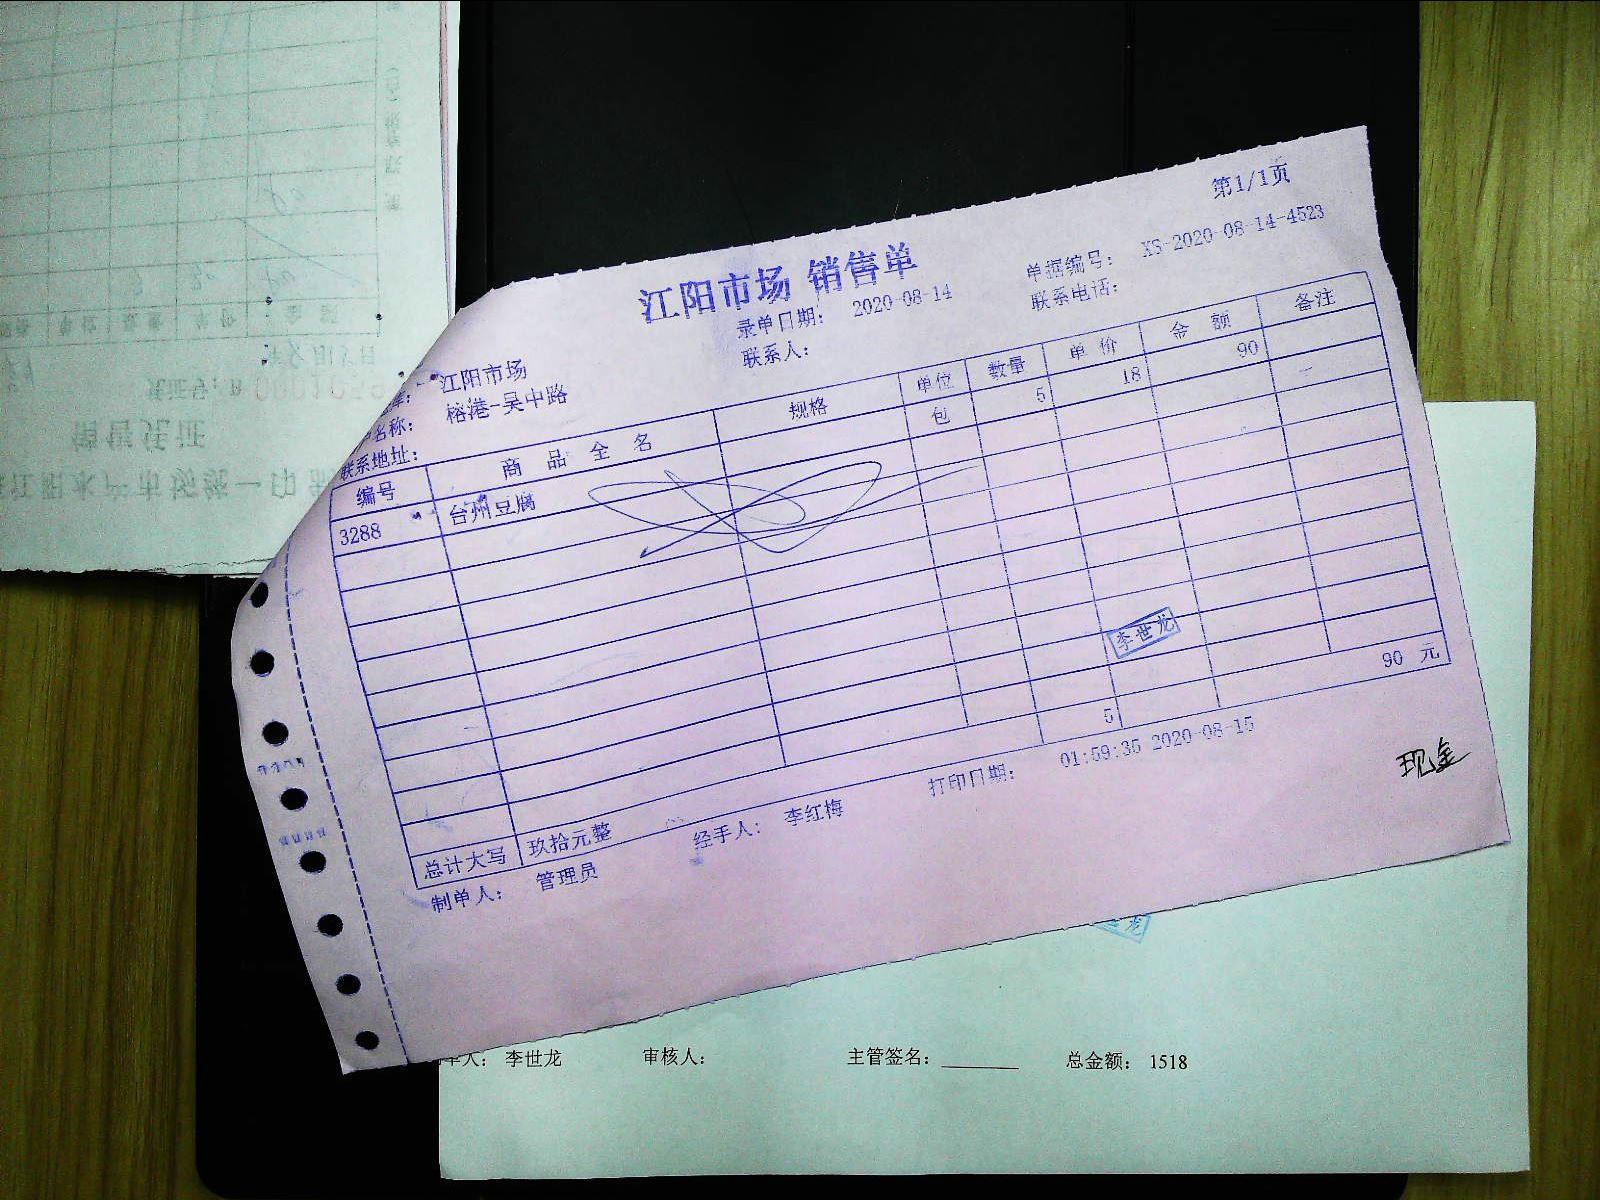 第1/1页
江阳市场 销售单
单据编号： XS-2020-08-14-4523
录单日期： 2020-08-14
联系电话：
联系人：
江阳市场
名称： 榕港-吴中路
联系地址：
编号 商品全名 规格 单位 数量 单价 金额 备注
3288 台州豆腐 包 5 18 90
李世龙
5 90 元
总计大写 玖拾元整
制单人： 管理员 经手人： 李红梅 打印日期： 01:59:35 2020-08-15
现金
李世龙 审核人： 主管签名： 总金额： 1518
销售凭证